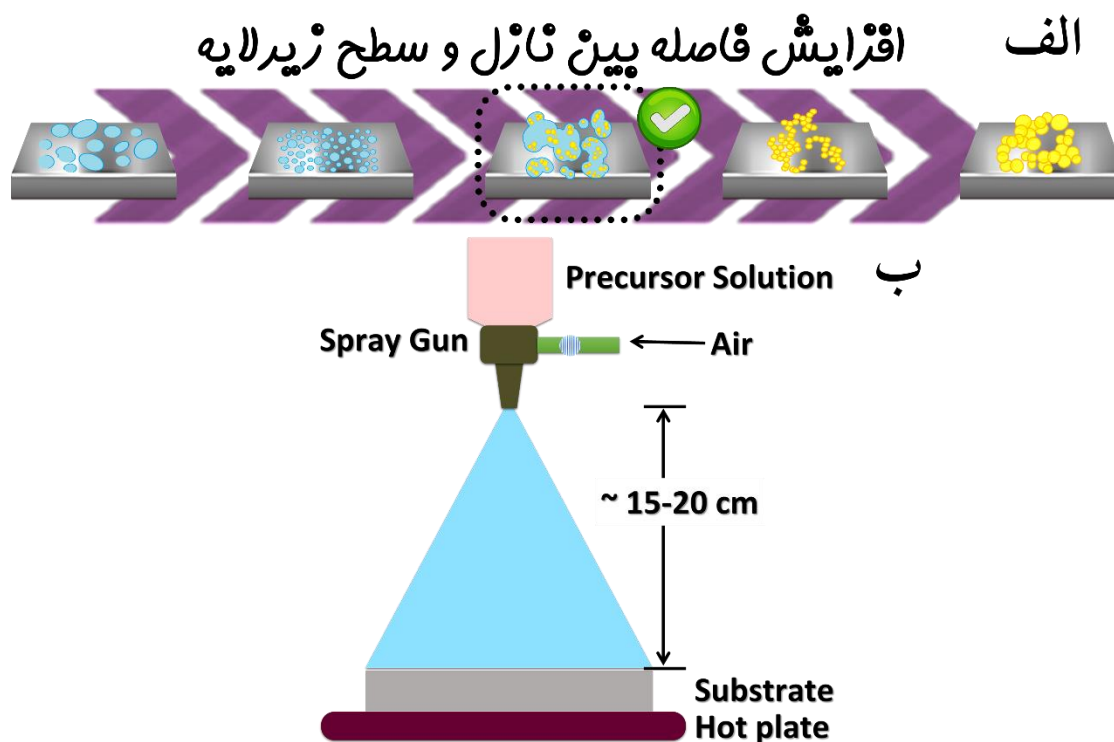 الف
افزایش فاصله بین نازل و سطح زیرلایه
ب
Precursor Solution
Spray Gun
Air
~ 15-20 cm
Substrate
Hot plate